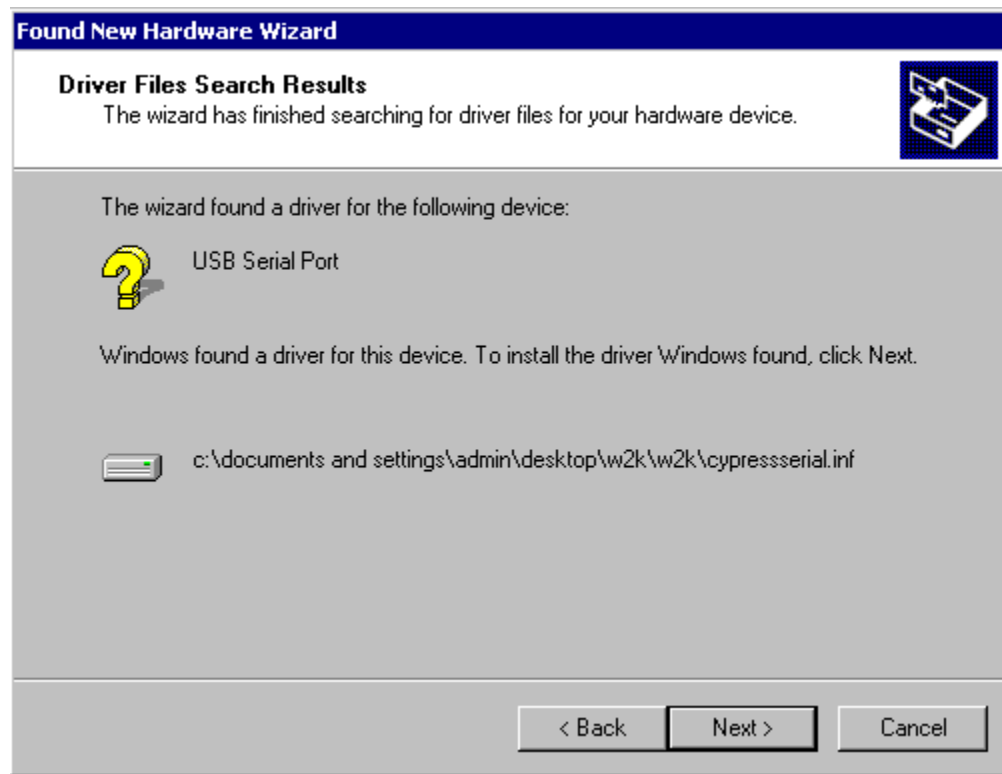 Found New Hardware Wizard
Driver Files Search Results
The wizard has finished searching for driver files for your hardware device.
The wizard found a driver for the following device:
USB Serial Port
Windows found a driver for this device. To install the driver Windows found, click Next.
c:\documents and settings\admin\desktop\w2k\w2k\cypressserial.inf
< Back
Next >
Cancel